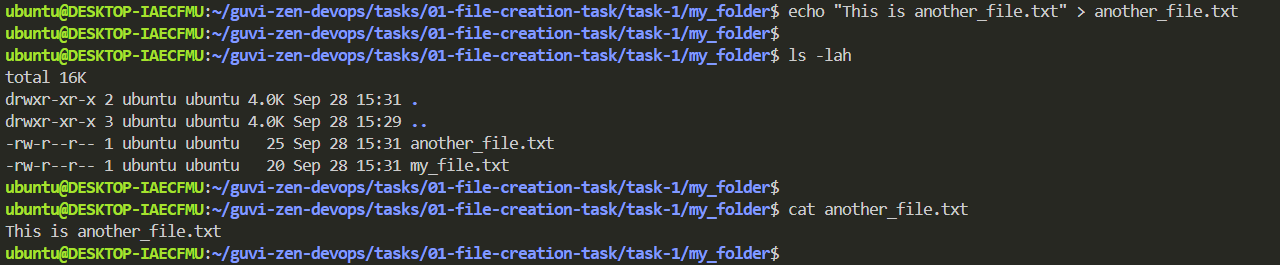 ubuntu@DESKTOP-IAECFMU:~/guvi-zen-devops/tasks/01-file-creation-task/task-1/my_folder$ echo "This is another_file.txt" > another_file.txt
ubuntu@DESKTOP-IAECFMU:~/guvi-zen-devops/tasks/01-file-creation-task/task-1/my_folder$
ubuntu@DESKTOP-IAECFMU:~/guvi-zen-devops/tasks/01-file-creation-task/task-1/my_folder$ ls -lah
total 16K
drwxr-xr-x 2 ubuntu ubuntu 4.0K Sep 28 15:31 .
drwxr-xr-x 3 ubuntu ubuntu 4.0K Sep 28 15:29 ..
-rw-r--r-- 1 ubuntu ubuntu   25 Sep 28 15:31 another_file.txt
-rw-r--r-- 1 ubuntu ubuntu   20 Sep 28 15:31 my_file.txt
ubuntu@DESKTOP-IAECFMU:~/guvi-zen-devops/tasks/01-file-creation-task/task-1/my_folder$
ubuntu@DESKTOP-IAECFMU:~/guvi-zen-devops/tasks/01-file-creation-task/task-1/my_folder$ cat another_file.txt
This is another_file.txt
ubuntu@DESKTOP-IAECFMU:~/guvi-zen-devops/tasks/01-file-creation-task/task-1/my_folder$